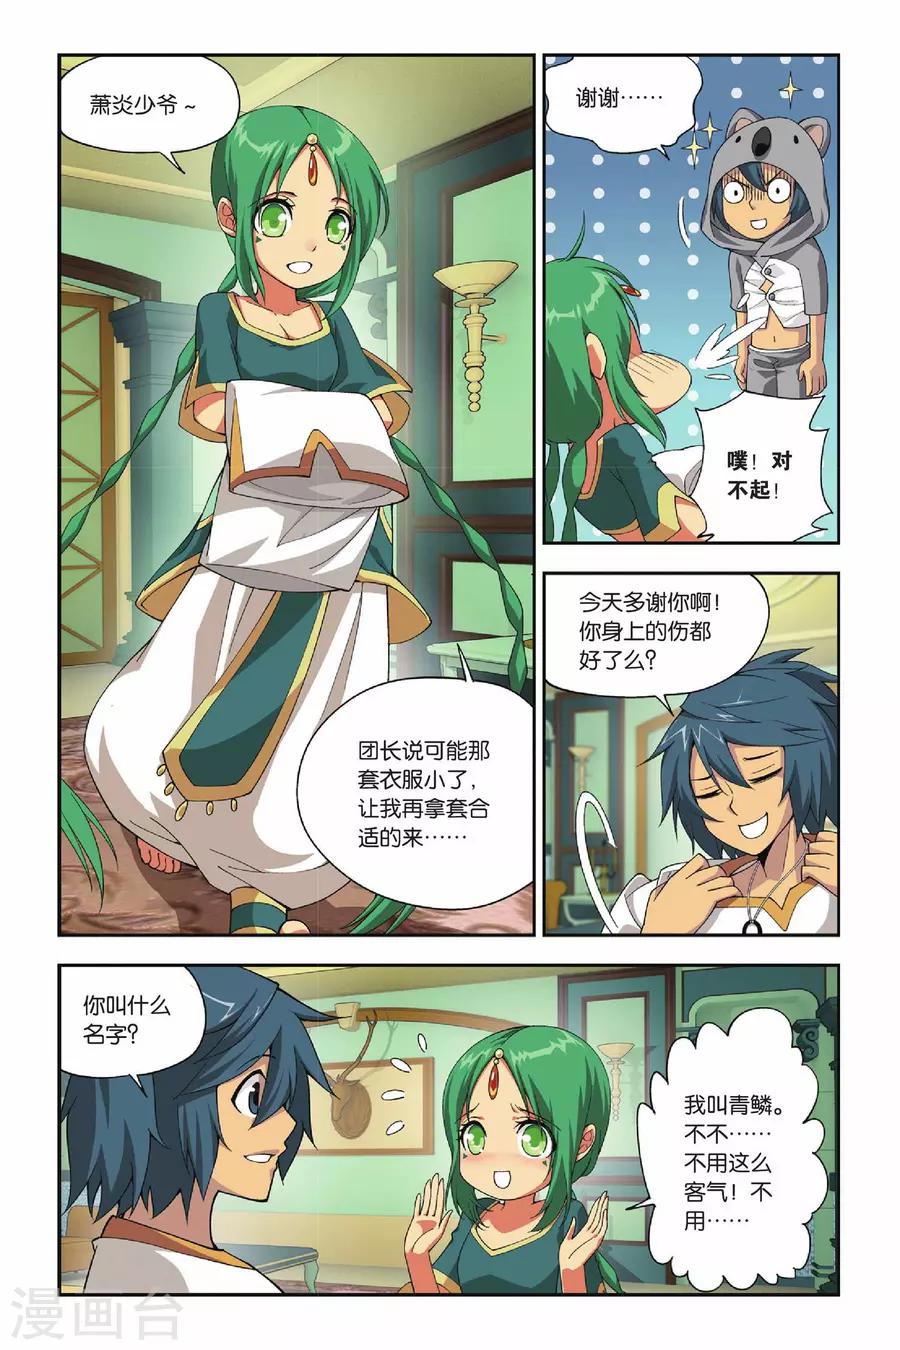 萧炎少爷~
谢谢……
噗！对
不起！
团长说可能那
套衣服小了，
让我再拿套合
适的来……
今天多谢你啊！
你身上的伤都
好了么？
你叫什么
名字？
我叫青鳞。
不不……
不用这么
客气！不
用……
漫画台